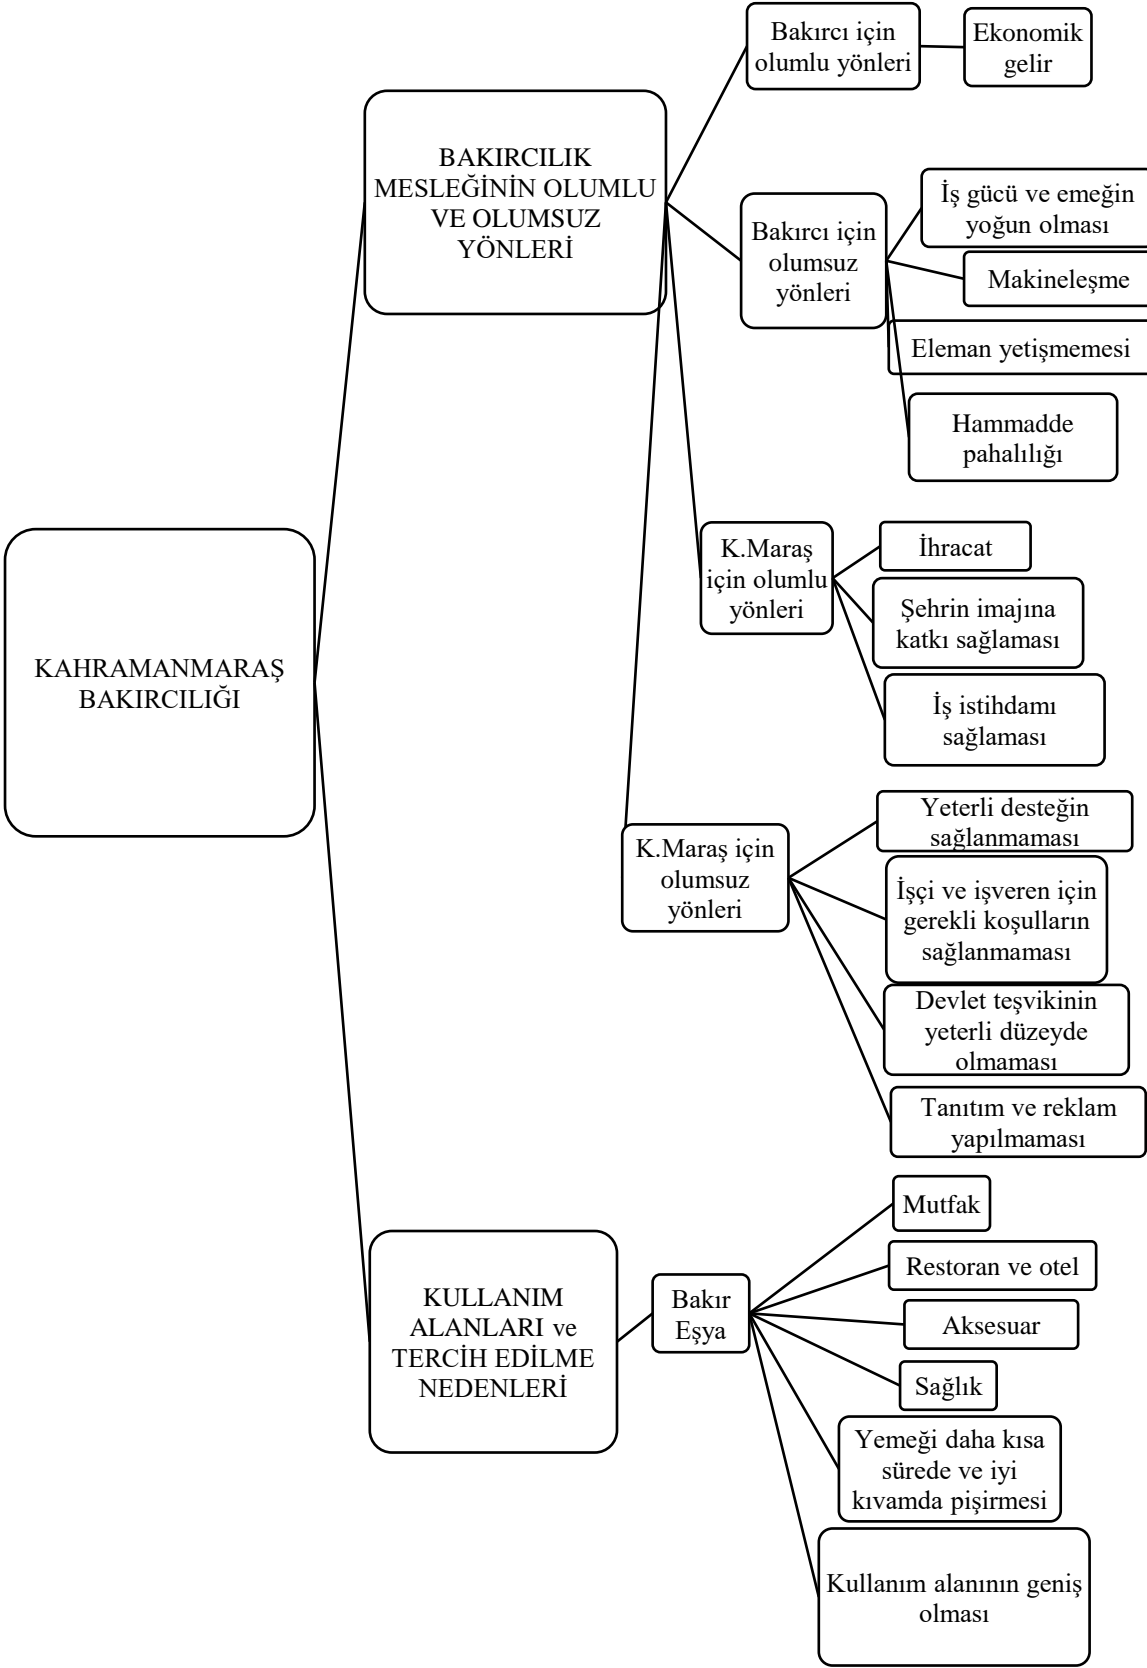 Bakırcı için
olumlu yönleri
Ekonomik
gelir
BAKIRCILIK
MESLEĞİNİN OLUMLU
VE OLUMSUZ
YÖNLERİ
Bakırcı için
olumsuz
yönleri
İş gücü ve emeğin
yoğun olması
Makineleşme
Eleman yetişmemesi
Hammadde
pahalılığı
K.Maraş
için olumlu
yönleri
İhracat
Şehrin imajına
katkı sağlaması
İş istihdamı
sağlaması
KAHRAMANMARAŞ
BAKIRCILIĞI
K.Maraş için
olumsuz
yönleri
Yeterli desteğin
sağlanmaması
İşçi ve işveren için
gerekli koşulların
sağlanmaması
Devlet teşvikinin
yeterli düzeyde
olmaması
Tanıtım ve reklam
yapılmaması
KULLANIM
ALANLARI ve
TERCİH EDİLME
NEDENLERİ
Bakır
Eşya
Mutfak
Restoran ve otel
Aksesuar
Sağlık
Yemeği daha kısa
sürede ve iyi
kıvamda pişirmesi
Kullanım alanının geniş
olması